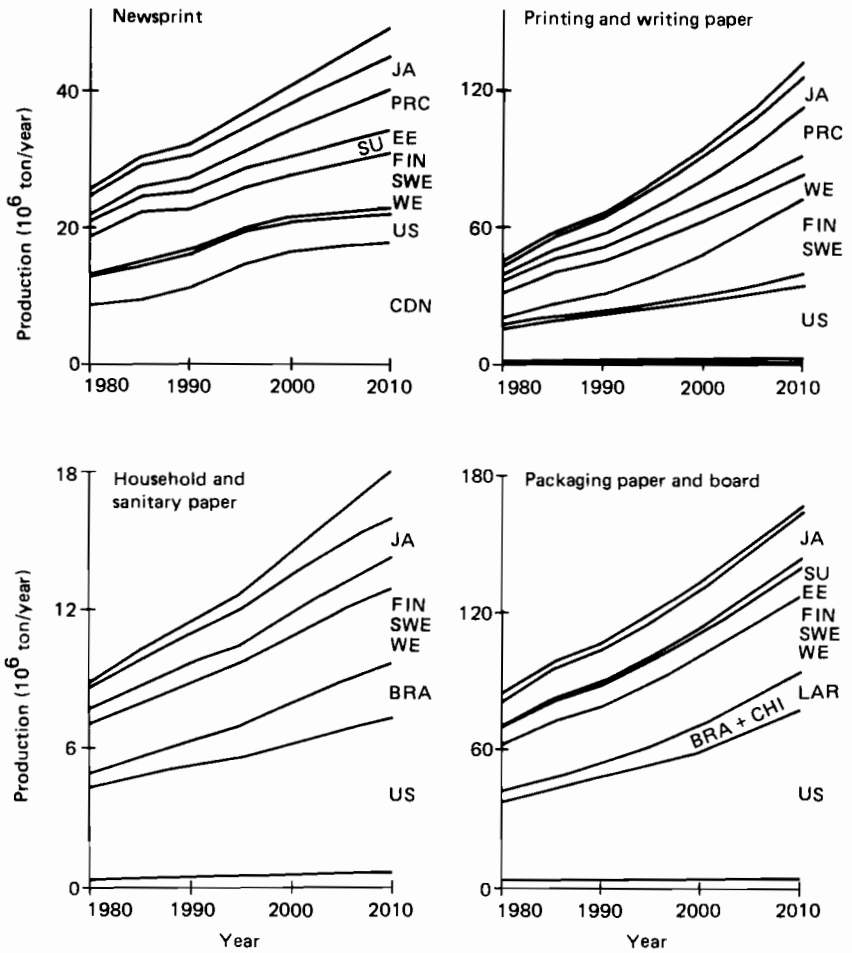 Newsprint
Production (10⁶ ton/year)
40
20
0
JA
PRC
EE
SU
FIN
SWE
WE
US
CDN
1980 1990 2000 2010
Printing and writing paper
120
60
0
JA
PRC
WE
FIN
SWE
US
1980 1990 2000 2010
Household and
sanitary paper
Production (10⁶ ton/year)
18
12
6
0
JA
FIN
SWE
WE
BRA
US
1980 1990 2000 2010
Year
Packaging paper and board
180
120
60
0
JA
SU
EE
FIN
SWE
WE
LAR
BRA + CHI
US
1980 1990 2000 2010
Year